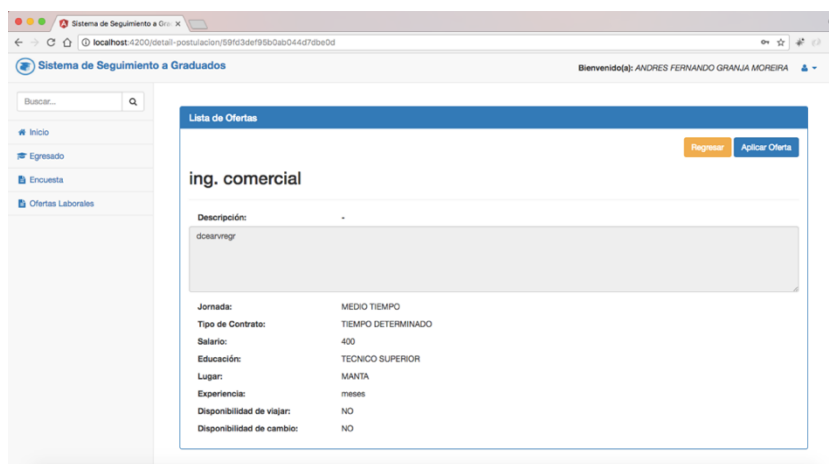 Sistema de Seguimiento a Gra
localhost:4200/detail-postulacion/59fd3def95b0ab044d7dbe0d
Sistema de Seguimiento a Graduados
Bienvenido(a): ANDRES FERNANDO GRANJA MOREIRA
Buscar...
Inicio
Egresado
Encuesta
Ofertas Laborales
Lista de Ofertas
Regresar Aplicar Oferta
ing. comercial
Descripción: -
dcearvregr
Jornada: MEDIO TIEMPO
Tipo de Contrato: TIEMPO DETERMINADO
Salario: 400
Educación: TECNICO SUPERIOR
Lugar: MANTA
Experiencia: meses
Disponibilidad de viajar: NO
Disponibilidad de cambio: NO